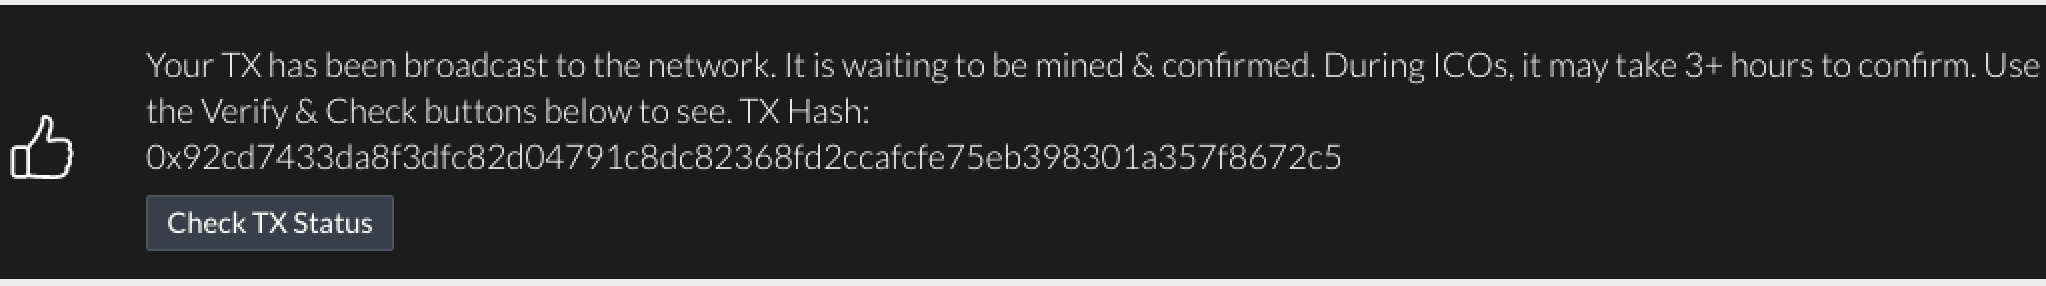 Your TX has been broadcast to the network. It is waiting to be mined & confirmed. During ICOs, it may take 3+ hours to confirm. Use
the Verify & Check buttons below to see. TX Hash:
0x92cd7433da8f3dfc82d04791c8dc82368fd2ccafcfe75eb398301a357f8672c5
Check TX Status